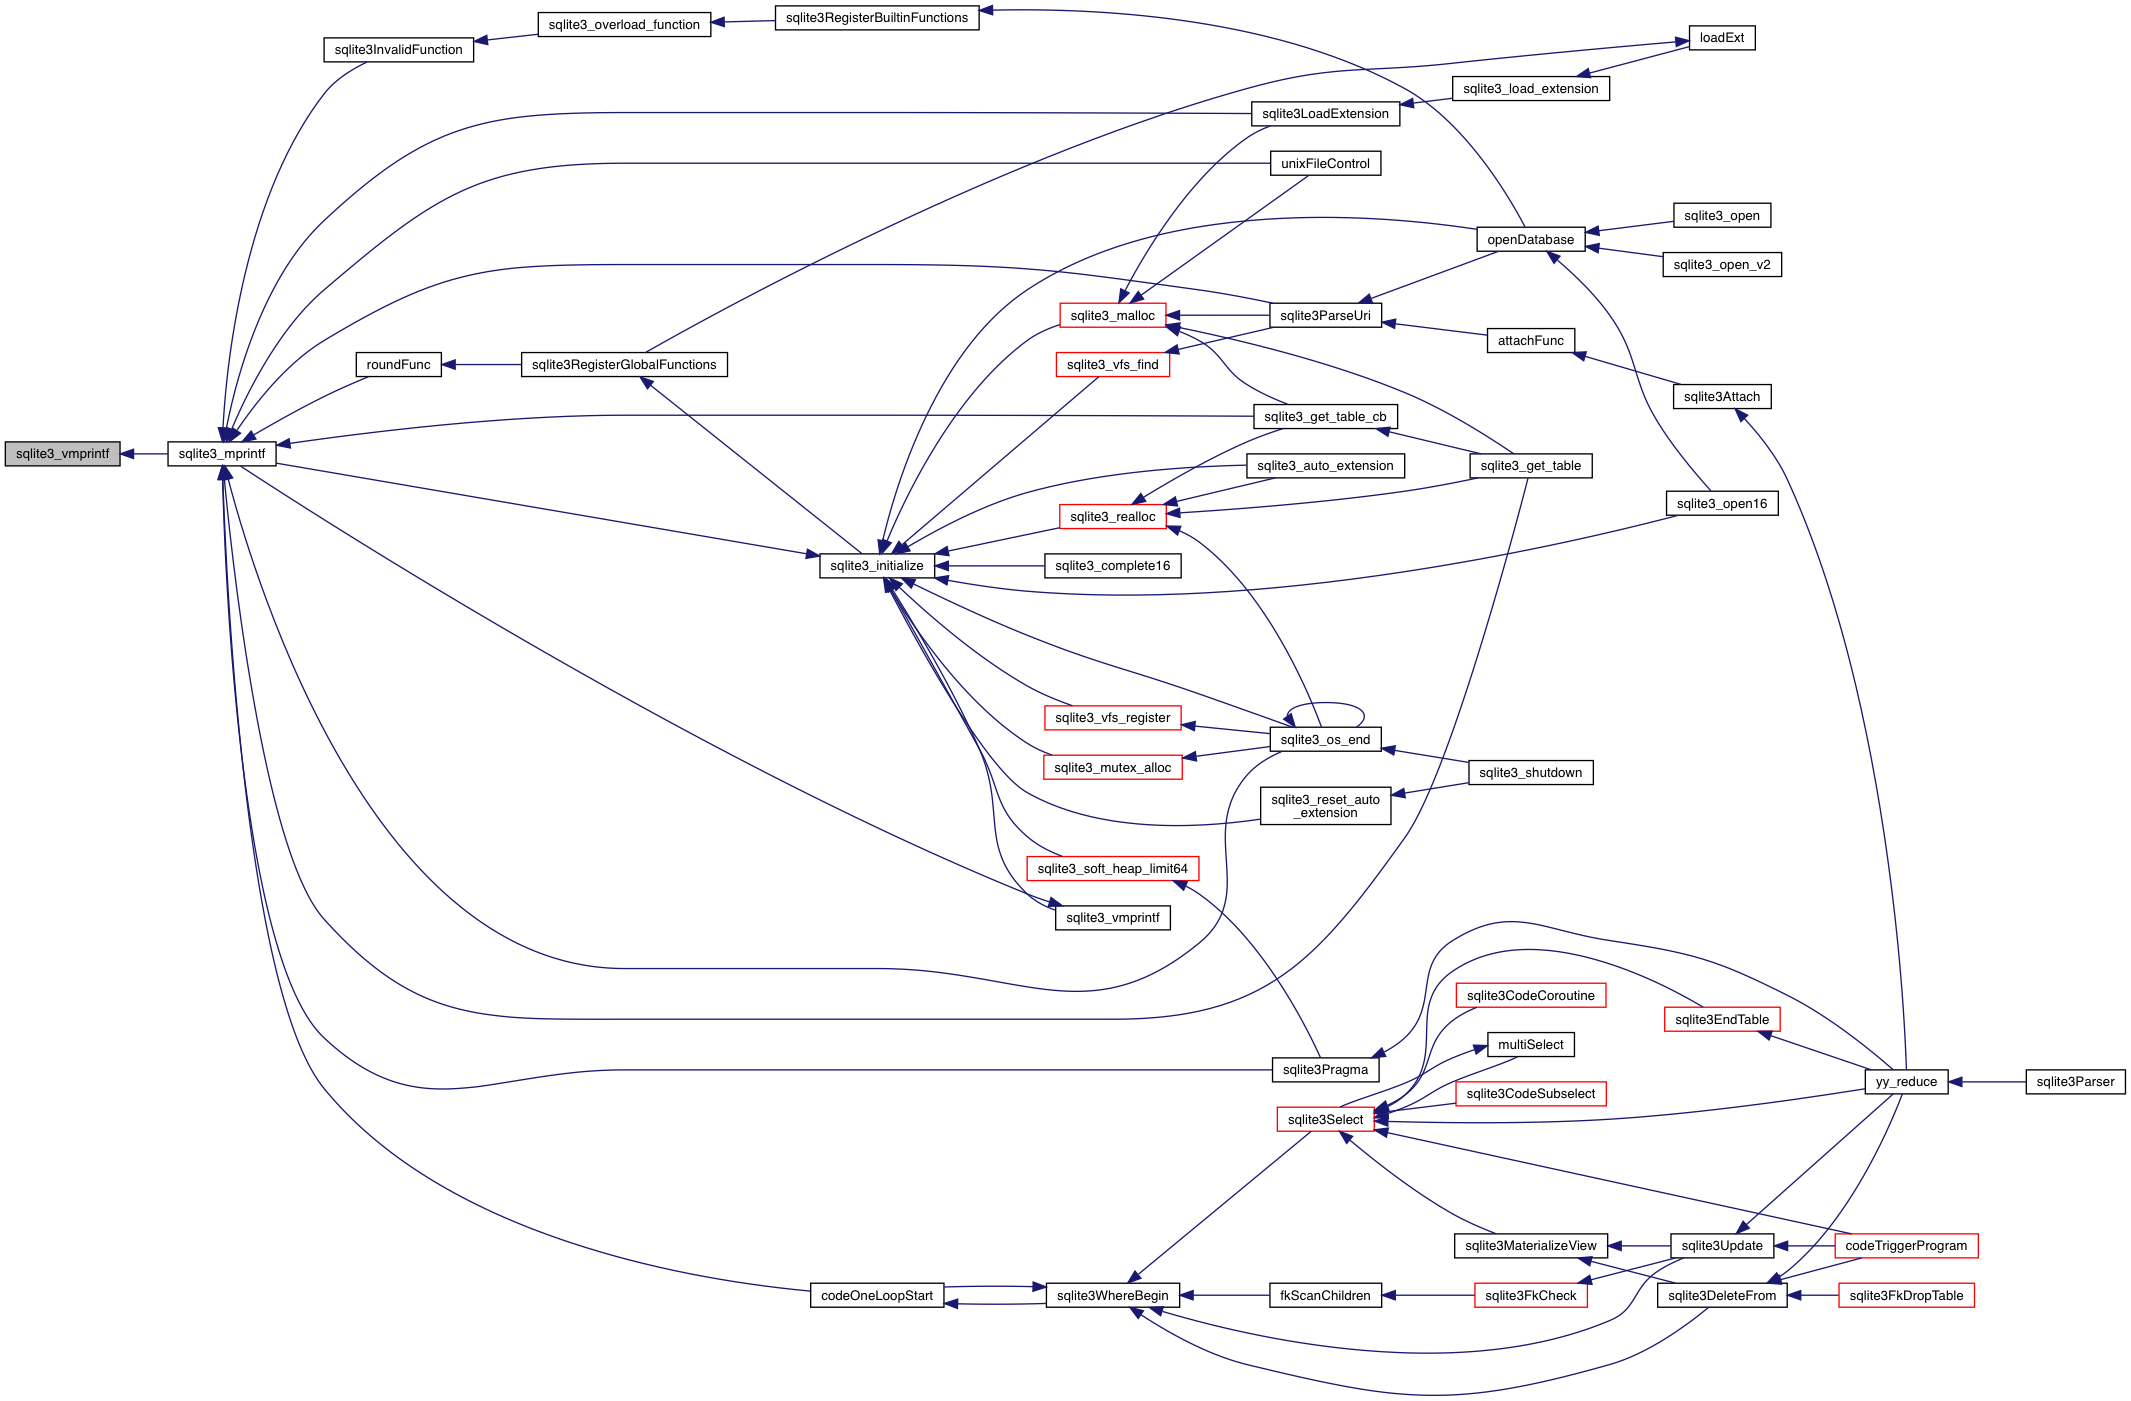 sqlite3_vmprintf
sqlite3_mprintf
sqlite3InvalidFunction
sqlite3_overload_function
sqlite3RegisterBuiltinFunctions
loadExt
sqlite3_load_extension
sqlite3LoadExtension
unixFileControl
sqlite3_open
openDatabase
sqlite3_open_v2
sqlite3_malloc
sqlite3ParseUri
attachFunc
roundFunc
sqlite3RegisterGlobalFunctions
sqlite3_vfs_find
sqlite3Attach
sqlite3_get_table_cb
sqlite3_auto_extension
sqlite3_get_table
sqlite3_realloc
sqlite3_open16
sqlite3_initialize
sqlite3_complete16
sqlite3_vfs_register
sqlite3_os_end
sqlite3_mutex_alloc
sqlite3_shutdown
sqlite3_reset_auto
_extension
sqlite3_soft_heap_limit64
sqlite3_vmprintf
sqlite3CodeCoroutine
sqlite3EndTable
multiSelect
sqlite3Pragma
yy_reduce
sqlite3Parser
sqlite3CodeSubselect
sqlite3Select
sqlite3MaterializeView
sqlite3Update
codeTriggerProgram
codeOneLoopStart
sqlite3WhereBegin
fkScanChildren
sqlite3FkCheck
sqlite3DeleteFrom
sqlite3FkDropTable